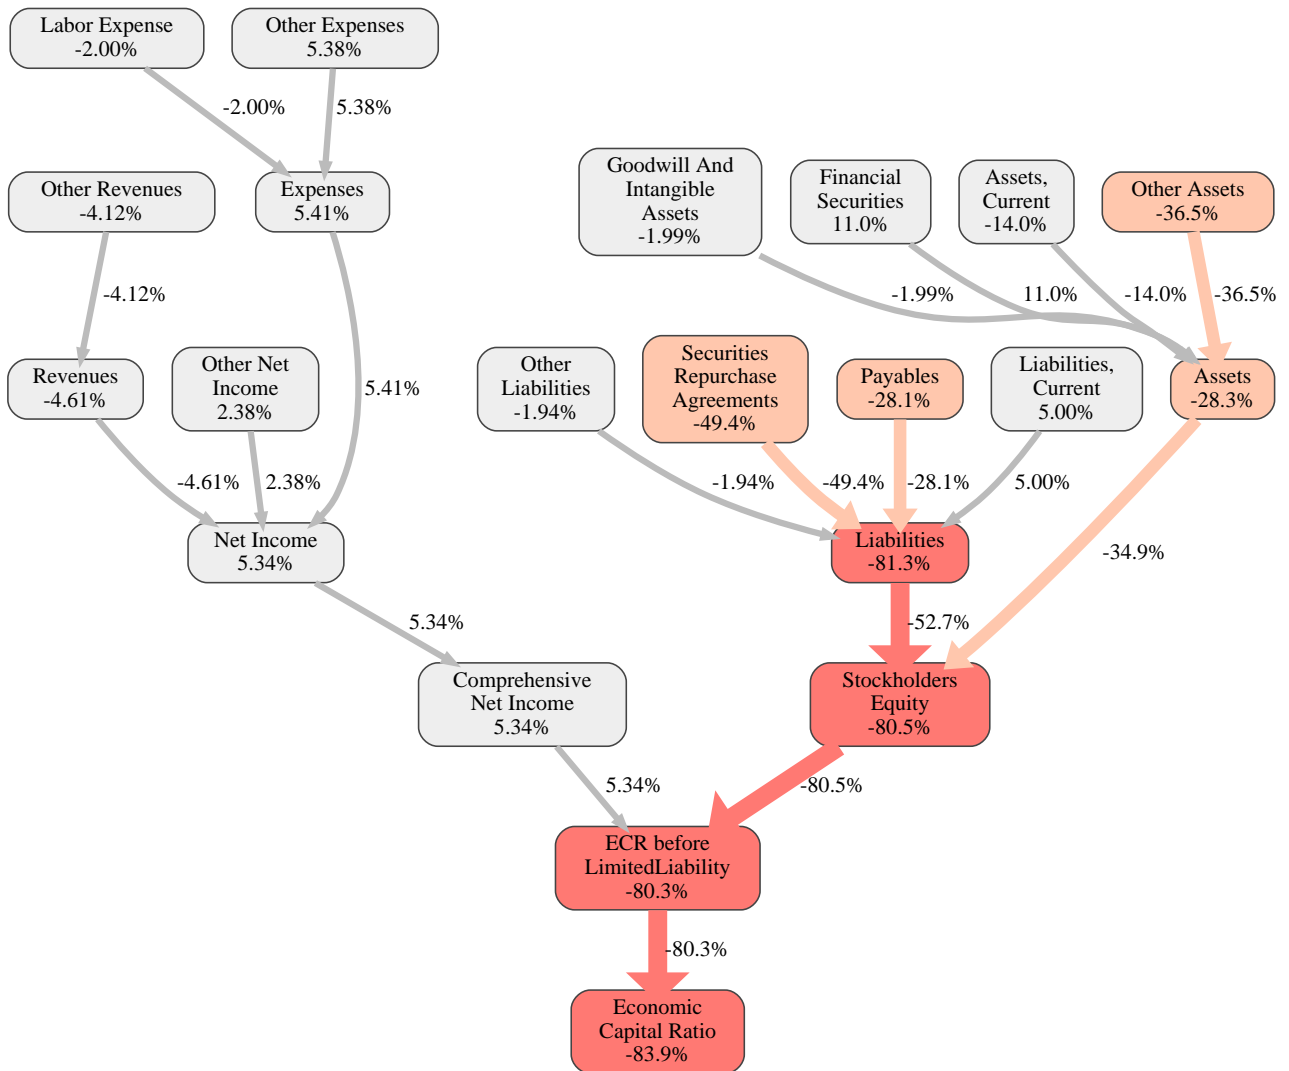 Labor Expense
-2.00%
Other Expenses
5.38%
-2.00%
5.38%
Other Revenues
-4.12%
Expenses
5.41%
Goodwill And
Intangible
Assets
-1.99%
Financial
Securities
11.0%
Assets,
Current
-14.0%
Other Assets
-36.5%
-4.12%
-1.99%
11.0%
-14.0%
-36.5%
Revenues
-4.61%
Other Net
Income
2.38%
5.41%
Other
Liabilities
-1.94%
Securities
Repurchase
Agreements
-49.4%
Payables
-28.1%
Liabilities,
Current
5.00%
Assets
-28.3%
-4.61%
2.38%
-1.94%
-49.4%
-28.1%
5.00%
Net Income
5.34%
Liabilities
-81.3%
-34.9%
5.34%
-52.7%
Comprehensive
Net Income
5.34%
Stockholders
Equity
-80.5%
5.34%
-80.5%
ECR before
LimitedLiability
-80.3%
-80.3%
Economic
Capital Ratio
-83.9%